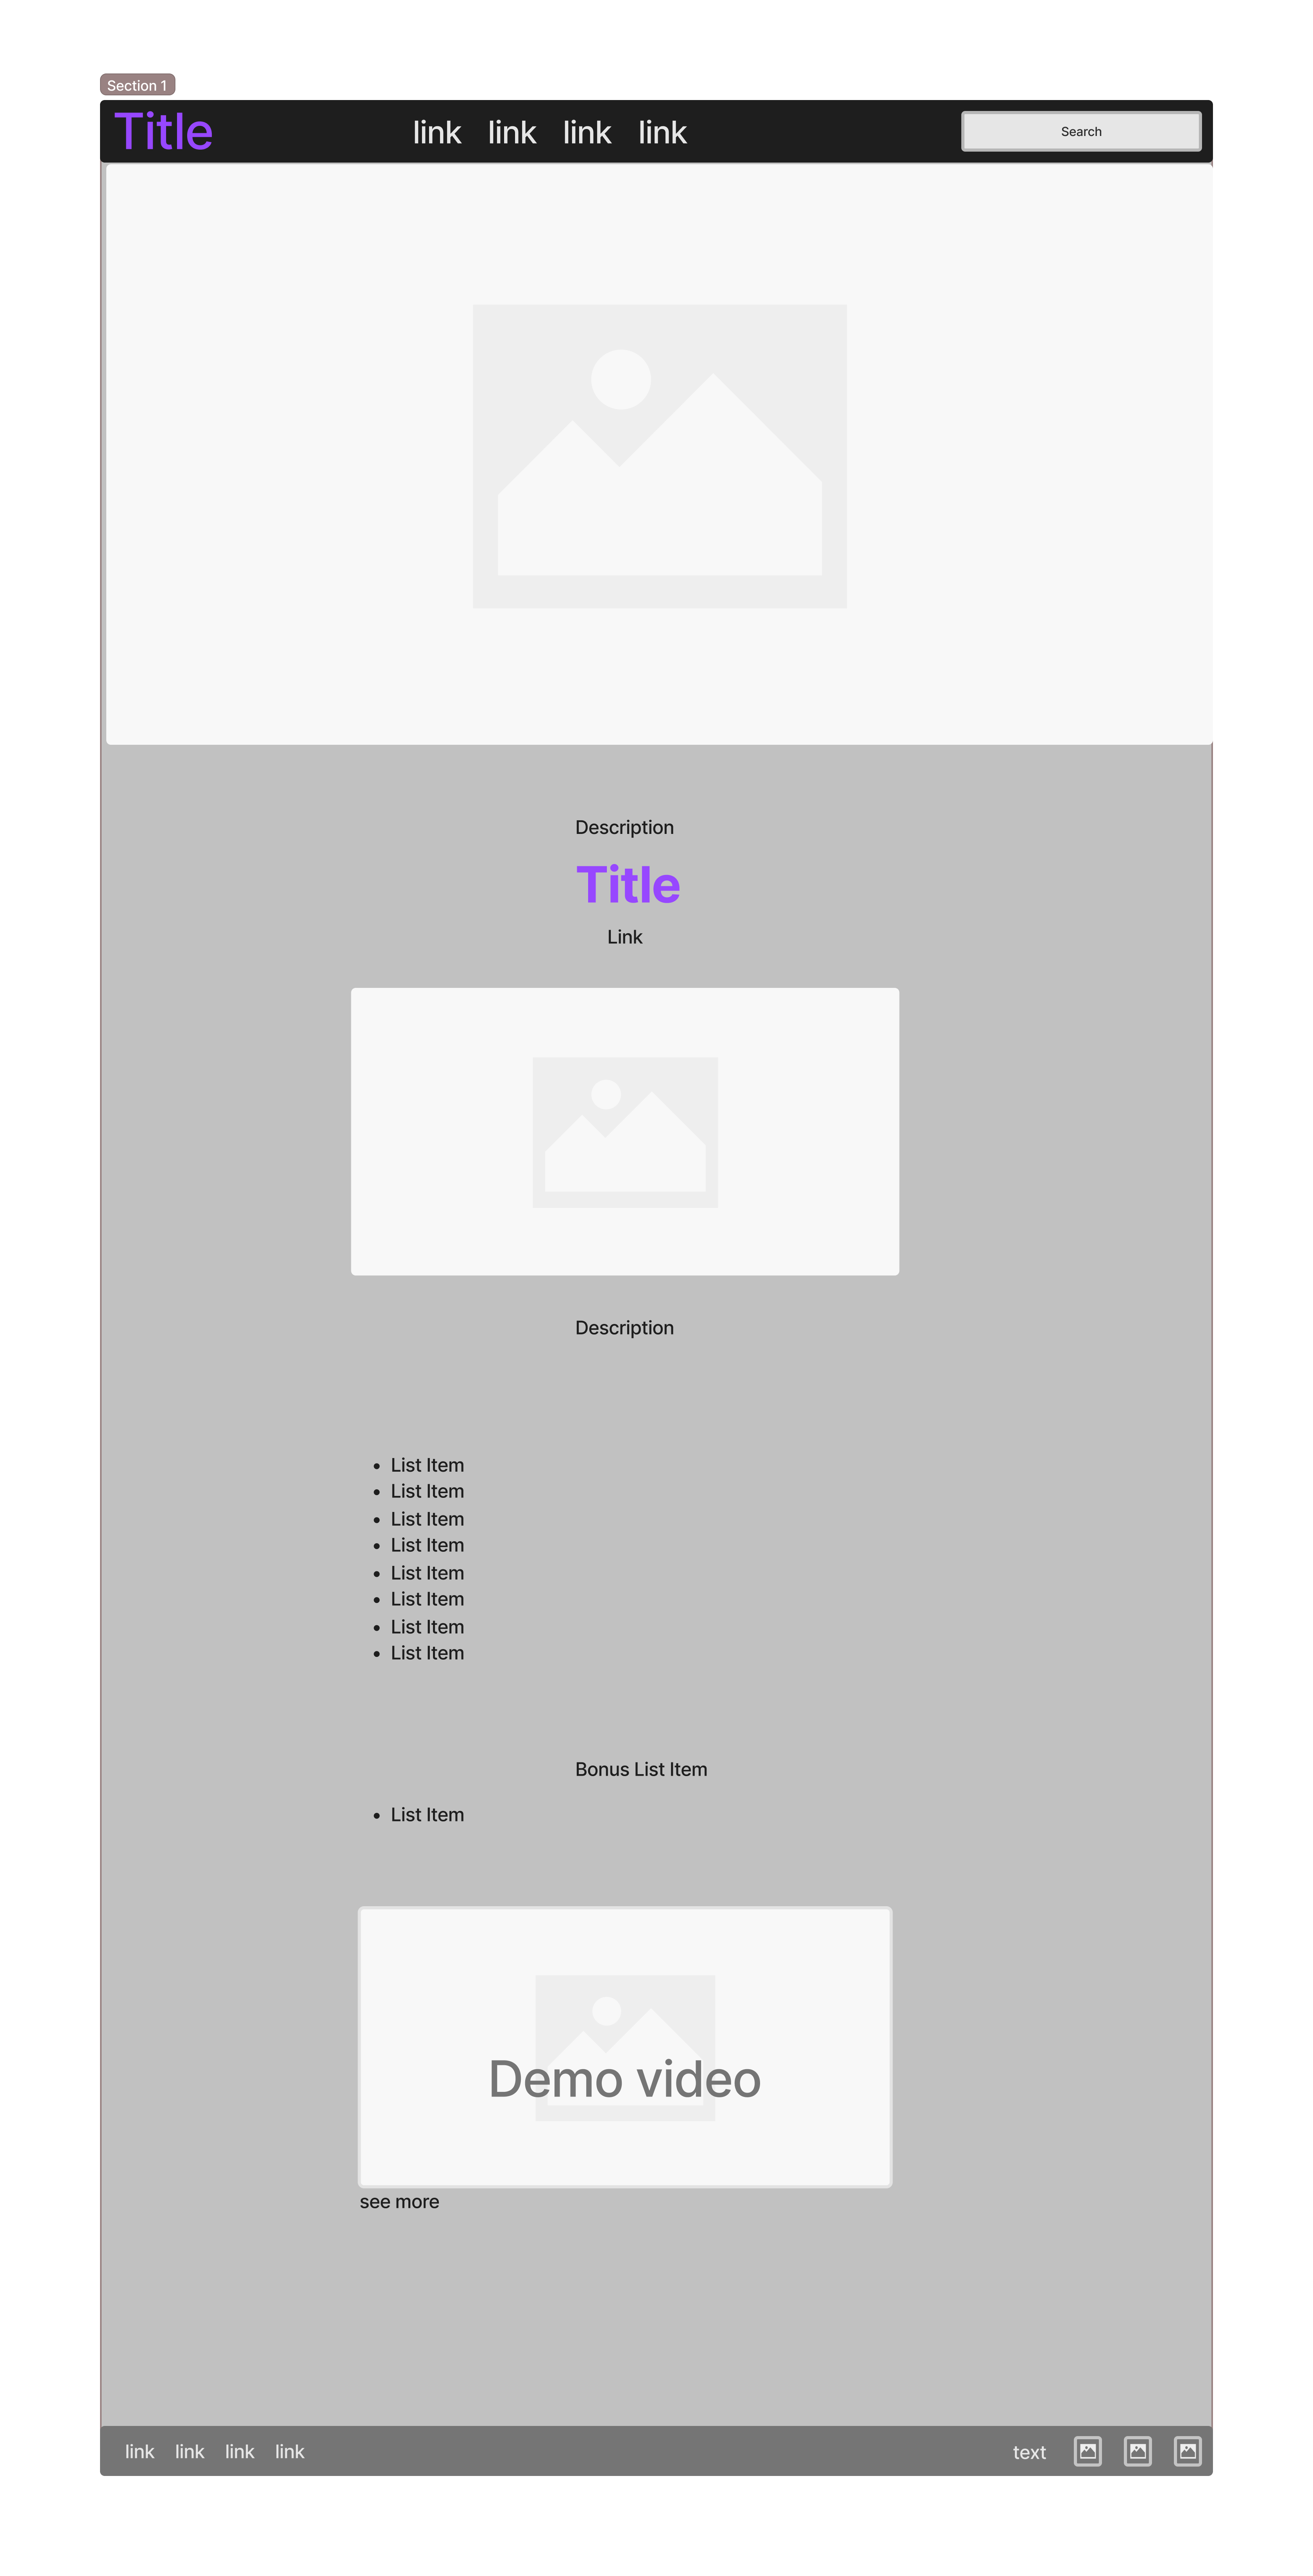 Section 1
Title link link link link Search
Description
Title
Link
Description
• List Item
• List Item
• List Item
• List Item
• List Item
• List Item
• List Item
• List Item
Bonus List Item
• List Item
Demo video
see more
link link link link text